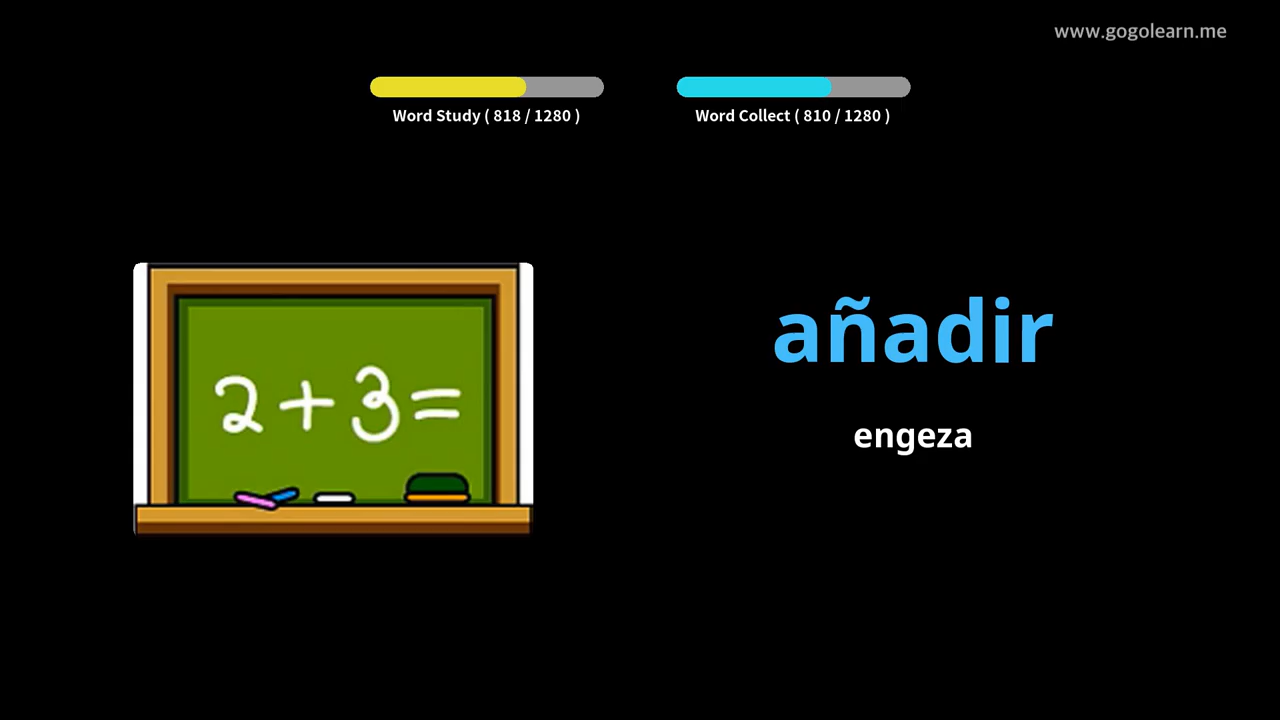 www.gogolearn.me
Word Study ( 818 / 1280 )
Word Collect ( 810 / 1280 )
2 + 3 =
añadir
engeza